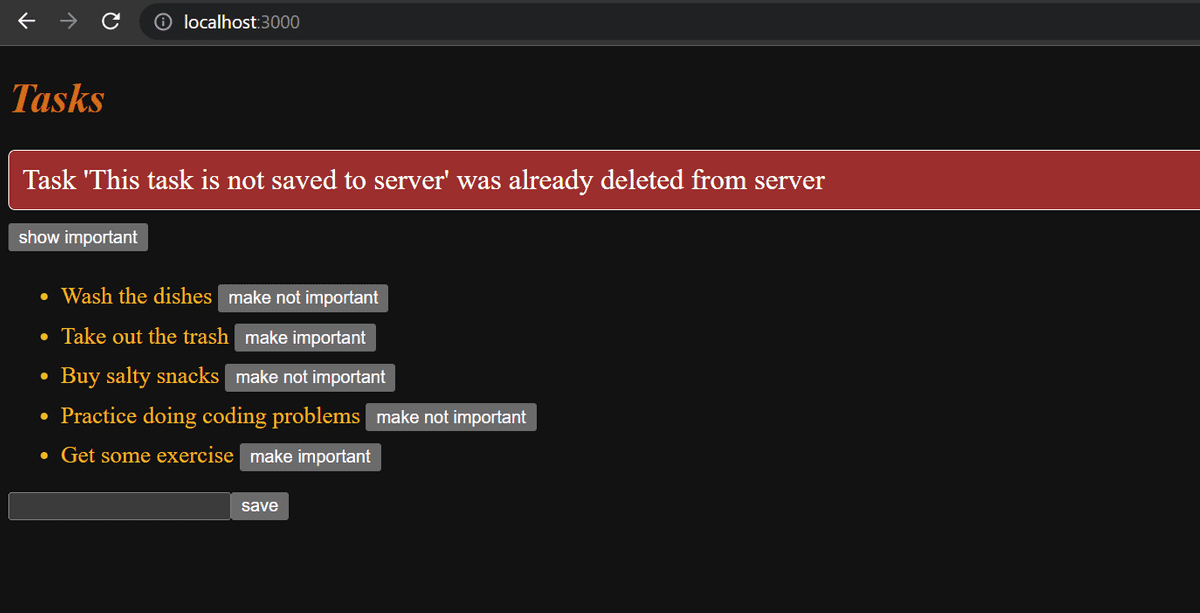 localhost:3000
Tasks
Task 'This task is not saved to server' was already deleted from server
show important
Wash the dishes make not important
Take out the trash make important
Buy salty snacks make not important
Practice doing coding problems make not important
Get some exercise make important
save